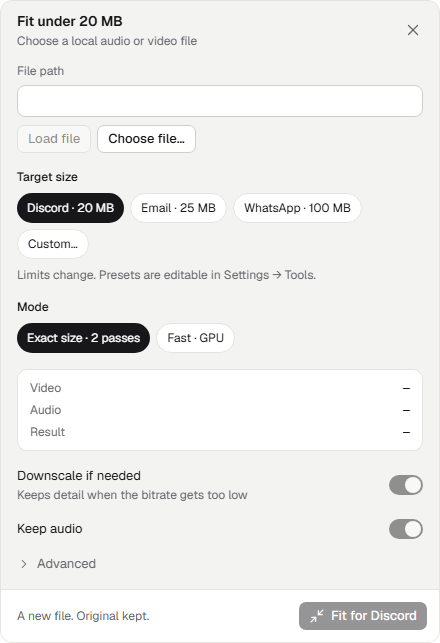 Fit under 20 MB
Choose a local audio or video file
File path
Load file
Choose file...
Target size
Discord · 20 MB
Email · 25 MB
WhatsApp · 100 MB
Custom...
Limits change. Presets are editable in Settings → Tools.
Mode
Exact size · 2 passes
Fast · GPU
Video –
Audio –
Result –
Downscale if needed
Keeps detail when the bitrate gets too low
Keep audio
Advanced
A new file. Original kept.
Fit for Discord